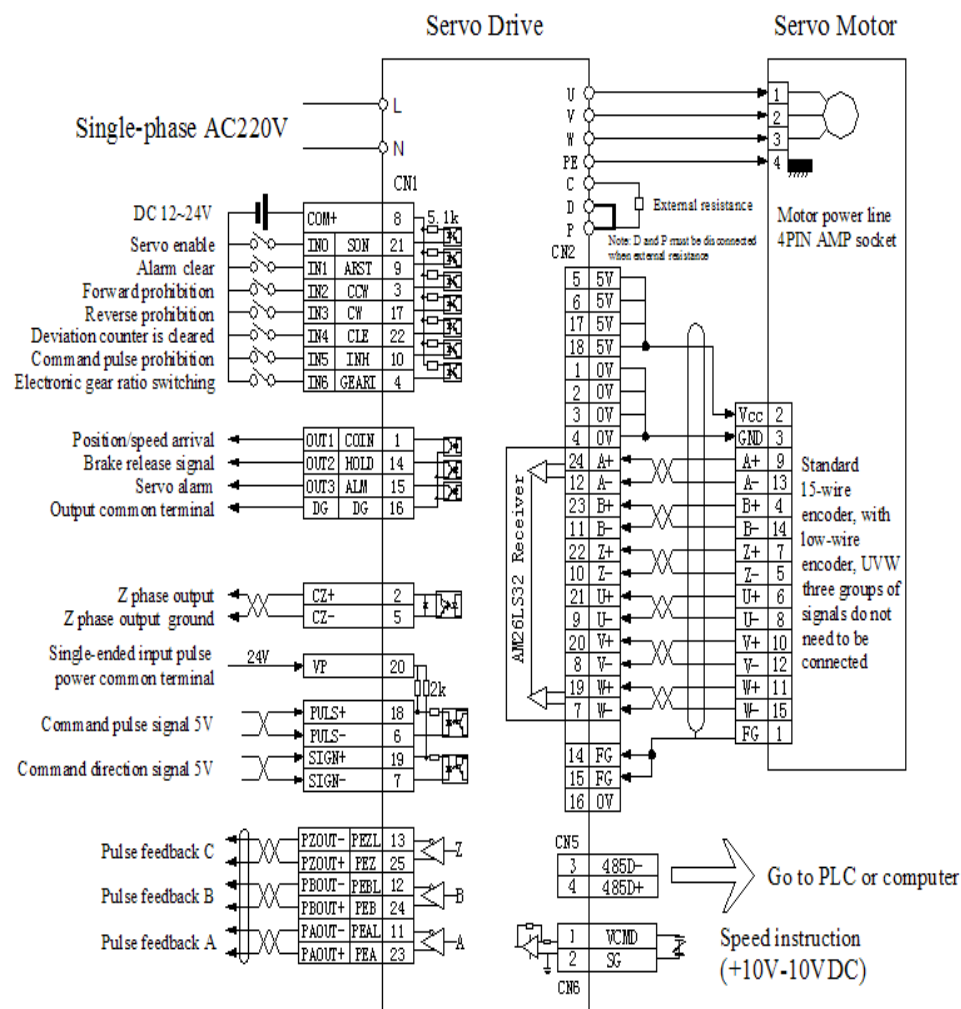 Servo Drive
Servo Motor
Single-phase AC220V
L
N
U
V
W
PE
C
D
P
1
2
3
4
External resistance
Note: D and P must be disconnected
when external resistance
Motor power line
4PIN AMP socket
CN1
DC 12~24V
COM+ 8
5.1k
Servo enable IN0 SON 21
Alarm clear IN1 ARST 9
Forward prohibition IN2 CCW 3
Reverse prohibition IN3 CW 17
Deviation counter is cleared IN4 CLE 22
Command pulse prohibition IN5 INH 10
Electronic gear ratio switching IN6 GEARI 4
Position/speed arrival OUT1 COIN 1
Brake release signal OUT2 HOLD 14
Servo alarm OUT3 ALM 15
Output common terminal DG DG 16
Z phase output CZ+ 2
Z phase output ground CZ- 5
Single-ended input pulse
power common terminal
24V VP 20
2k
Command pulse signal 5V
PULS+ 18
PULS- 6
Command direction signal 5V
SIGN+ 19
SIGN- 7
Pulse feedback C
PZOUT- PEZL 13
PZOUT+ PEZ 25
Z
Pulse feedback B
PBOUT- PEBL 12
PBOUT+ PEB 24
B
Pulse feedback A
PAOUT- PEAL 11
PAOUT+ PEA 23
A
CN2
5 5V
6 5V
17 5V
18 5V
1 0V
2 0V
3 0V
4 0V
24 A+
12 A-
23 B+
11 B-
22 Z+
10 Z-
21 U+
9 U-
20 V+
8 V-
19 W+
7 W-
14 FG
15 FG
16 0V
AM26LS32 Receiver
Vcc 2
GND 3
A+ 9
A- 13
B+ 4
B- 14
Z+ 7
Z- 5
U+ 6
U- 8
V+ 10
V- 12
W+ 11
W- 15
FG 1
Standard
15-wire
encoder, with
low-wire
encoder, UVW
three groups of
signals do not
need to be
connected
CN5
3 485D-
4 485D+
Go to PLC or computer
1 VCMD
2 SG
CN6
Speed instruction
(+10V-10VDC)